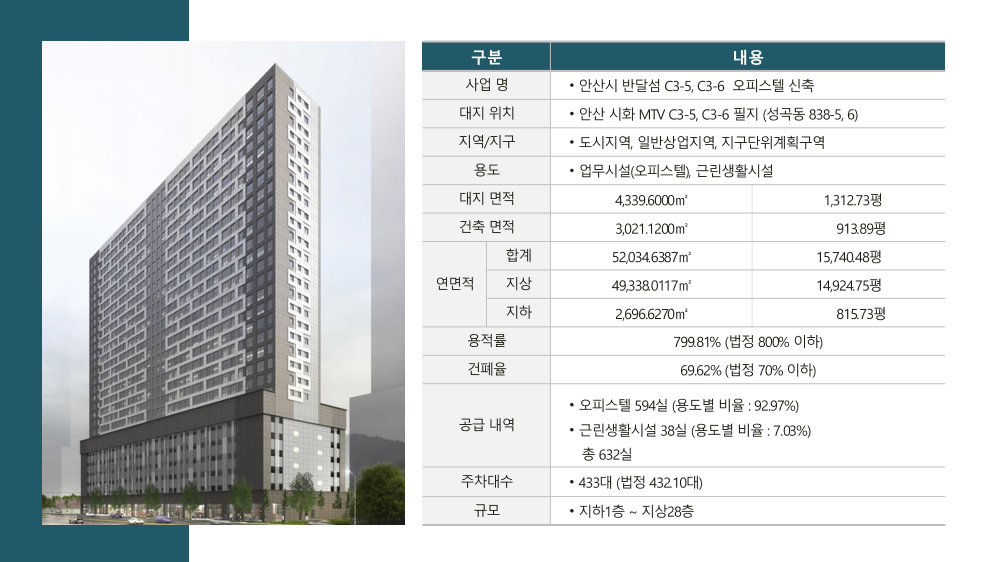 구분 내용
사업 명 • 안산시 반달섬 C3-5, C3-6 오피스텔 신축
대지 위치 • 안산 시화 MTV C3-5, C3-6 필지 (성곡동 838-5, 6)
지역/지구 • 도시지역, 일반상업지역, 지구단위계획구역
용도 • 업무시설(오피스텔), 근린생활시설
대지 면적 4,339.6000㎡ 1,312.73평
건축 면적 3,021.1200㎡ 913.89평
연면적 합계 52,034.6387㎡ 15,740.48평
지상 49,338.0117㎡ 14,924.75평
지하 2,696.6270㎡ 815.73평
용적률 799.81% (법정 800% 이하)
건폐율 69.62% (법정 70% 이하)
공급 내역 • 오피스텔 594실 (용도별 비율 : 92.97%)
• 근린생활시설 38실 (용도별 비율 : 7.03%)
총 632실
주차대수 • 433대 (법정 432.10대)
규모 • 지하1층 ~ 지상28층